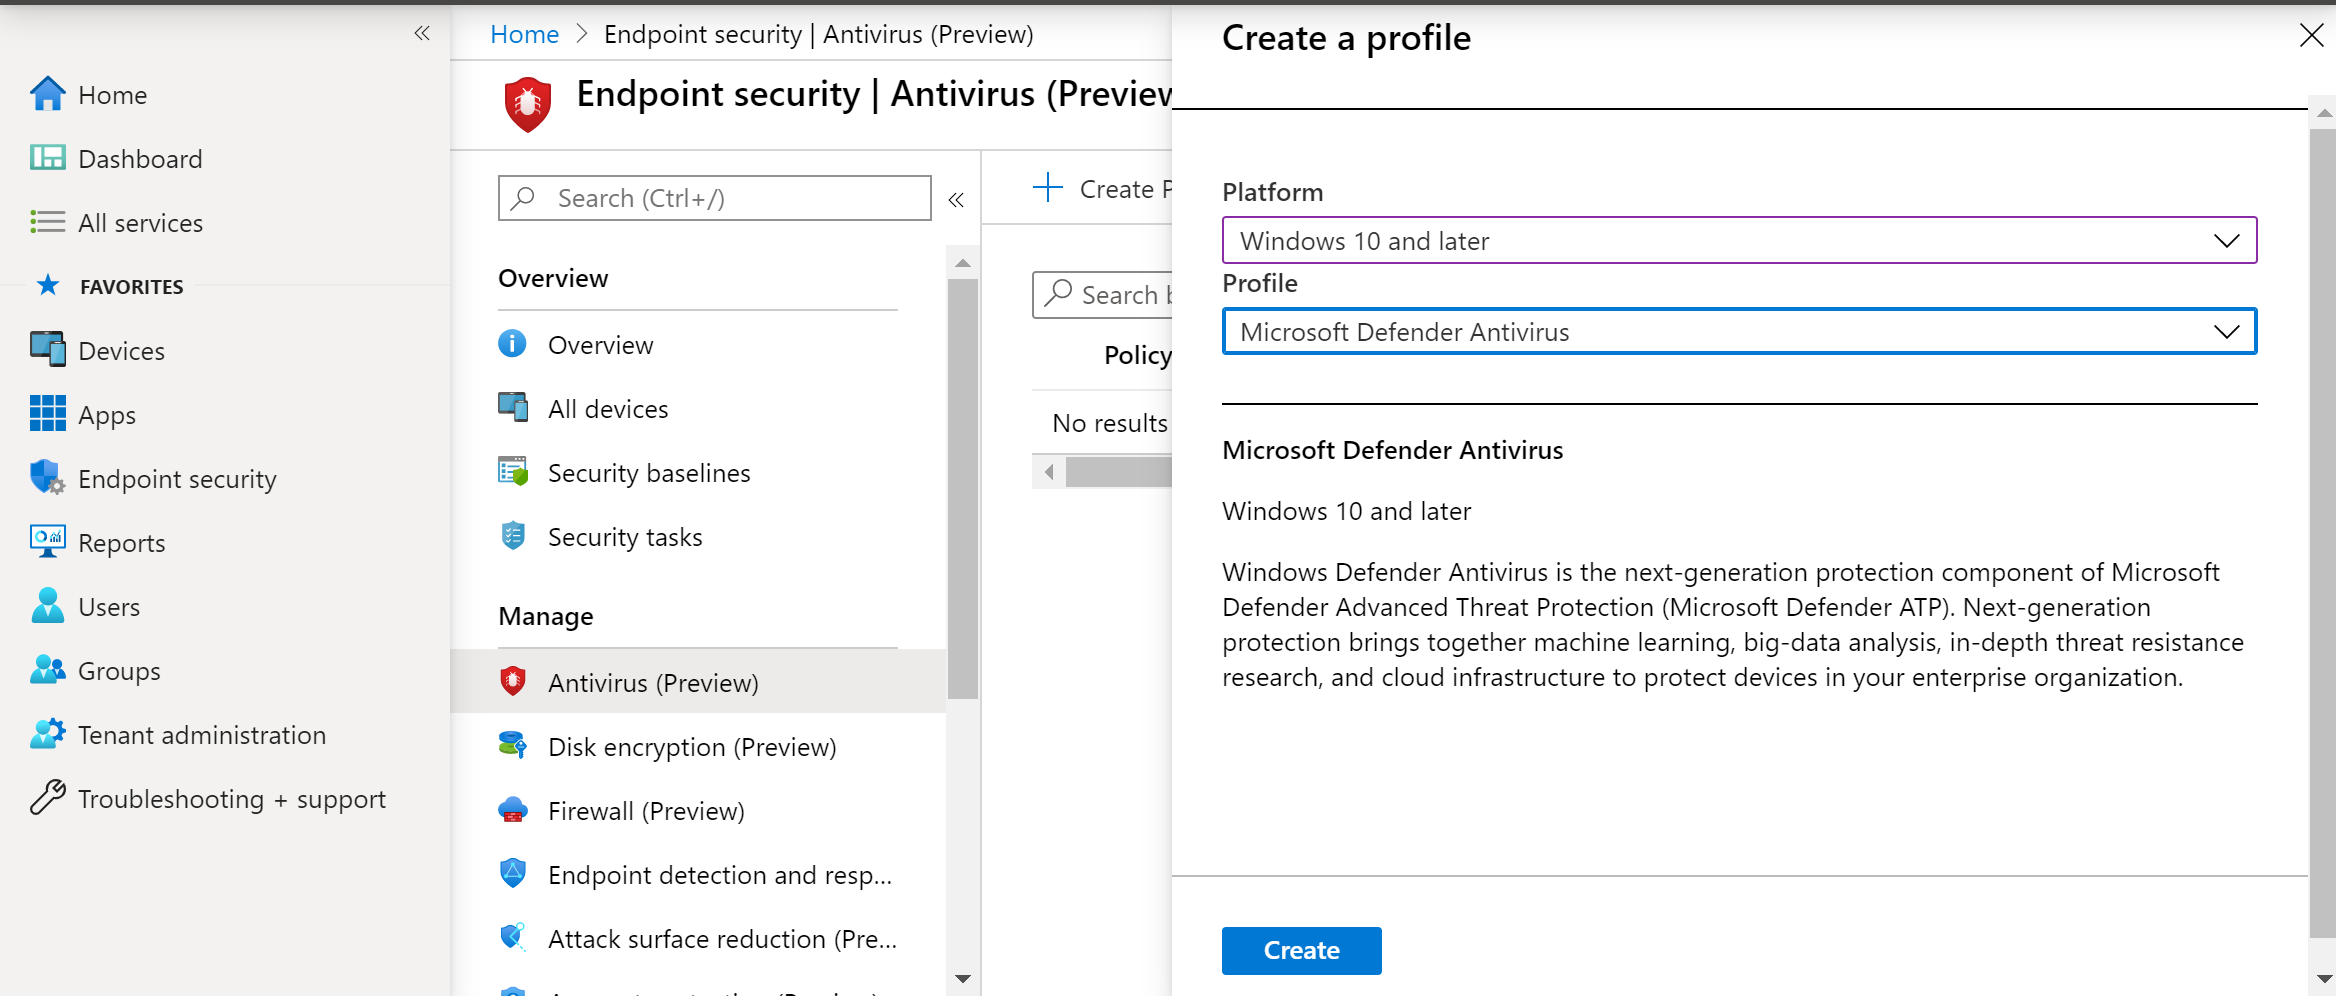 Home
Dashboard
All services
FAVORITES
Devices
Apps
Endpoint security
Reports
Users
Groups
Tenant administration
Troubleshooting + support
Home > Endpoint security | Antivirus (Preview)
Endpoint security | Antivirus (Preview
Search (Ctrl+/)
Overview
Overview
All devices
Security baselines
Security tasks
Manage
Antivirus (Preview)
Disk encryption (Preview)
Firewall (Preview)
Endpoint detection and resp...
Attack surface reduction (Pre...
Create P
Search b
Policy
No results
Create a profile
Platform
Windows 10 and later
Profile
Microsoft Defender Antivirus
Microsoft Defender Antivirus
Windows 10 and later
Windows Defender Antivirus is the next-generation protection component of Microsoft
Defender Advanced Threat Protection (Microsoft Defender ATP). Next-generation
protection brings together machine learning, big-data analysis, in-depth threat resistance
research, and cloud infrastructure to protect devices in your enterprise organization.
Create